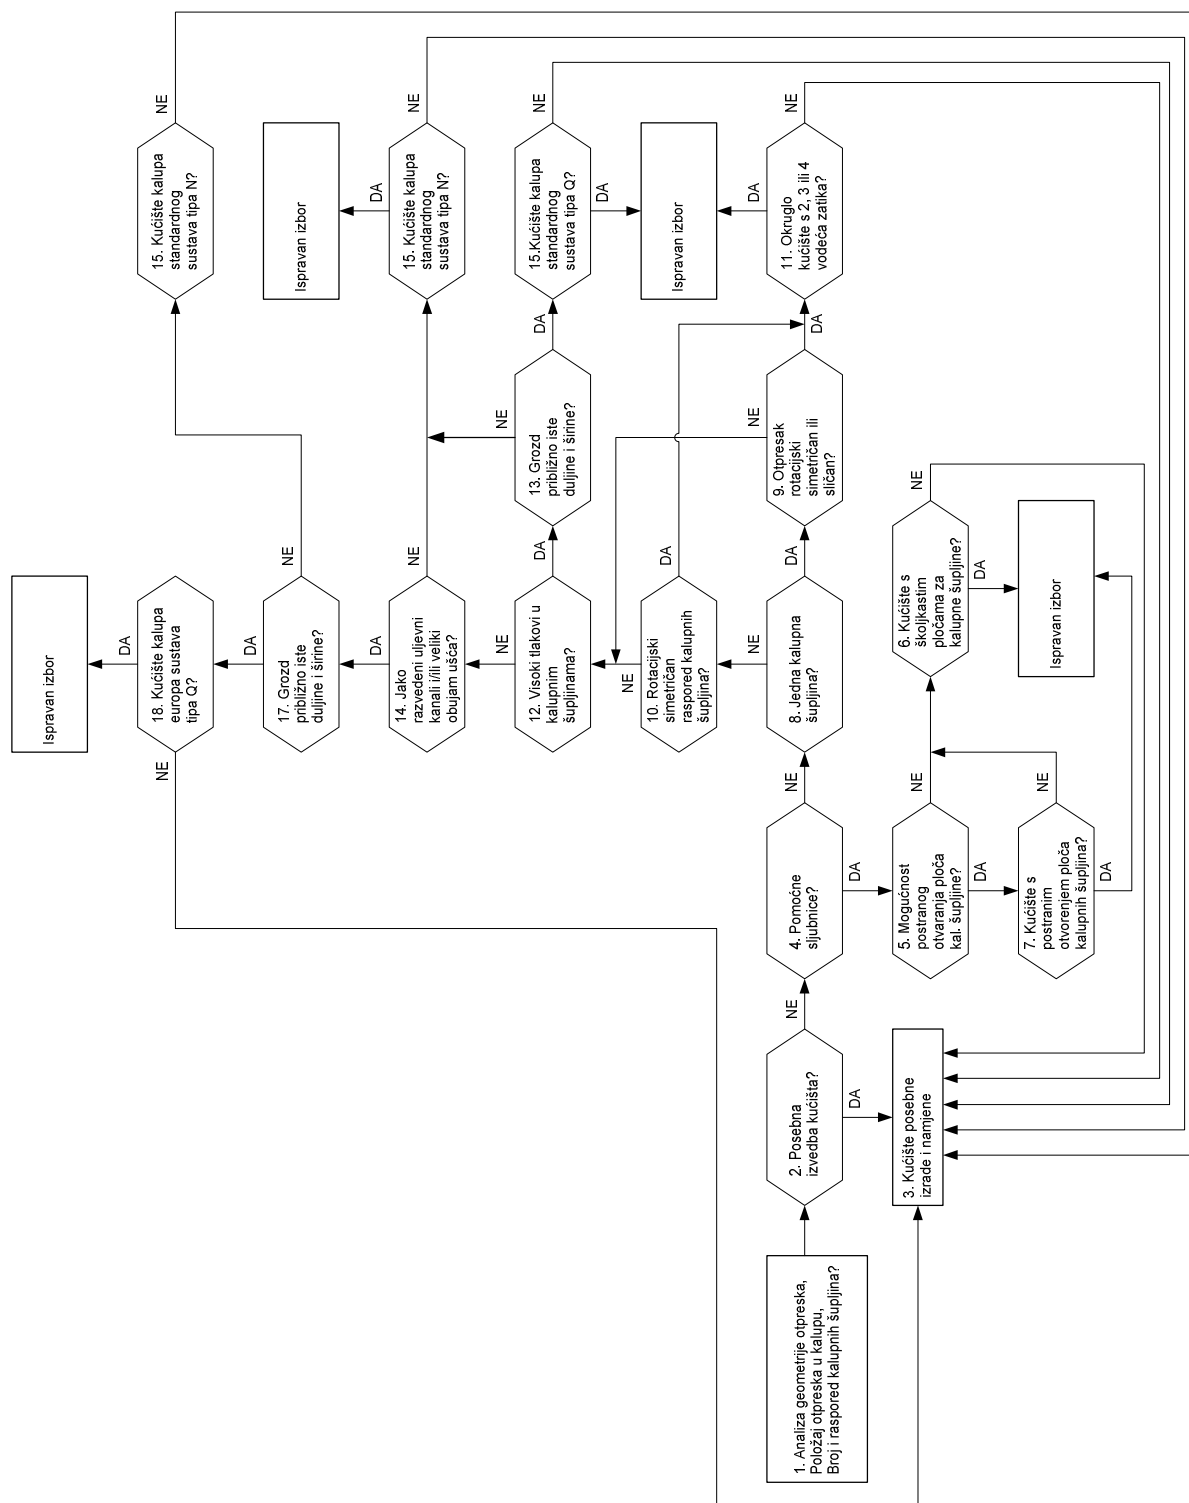 1. Analiza geometrije otpreska,
Položaj otpreska u kalupu,
Broj i raspored kalupnih šupljina?
2. Posebna
izvedba kućišta?
DA
NE
3. Kućište posebne
izrade i namjene
4. Pomoćne
sljubnice?
DA
NE
5. Mogućnost
postranog
otvaranja ploča
kal. šupljine?
DA
NE
7. Kućište s
postranim
otvorenjem ploča
kalupnih šupljina?
DA
NE
6. Kućište s
školjkastim
pločama za
kalupne šupljine?
DA
NE
Ispravan izbor
8. Jedna kalupna
šupljina?
DA
NE
9. Otpresak
rotacijski
simetričan ili
sličan?
DA
NE
10. Rotacijski
simetričan
raspored kalupnih
šupljina?
DA
NE
11. Okruglo
kućište s 2, 3 ili 4
vodeća zatika?
DA
NE
Ispravan izbor
12. Visoki tlakovi u
kalupnim
šupljinama?
DA
NE
13. Grozd
približno iste
duljine i širine?
DA
NE
15.Kućište kalupa
standardnog
sustava tipa Q?
DA
NE
14. Jako
razvedeni uljevni
kanali i/ili veliki
obujam ušća?
DA
NE
15. Kućište kalupa
standardnog
sustava tipa N?
DA
NE
Ispravan izbor
17. Grozd
približno iste
duljine i širine?
DA
NE
15. Kućište kalupa
standardnog
sustava tipa N?
NE
18. Kućište kalupa
europa sustava
tipa Q?
DA
NE
Ispravan izbor